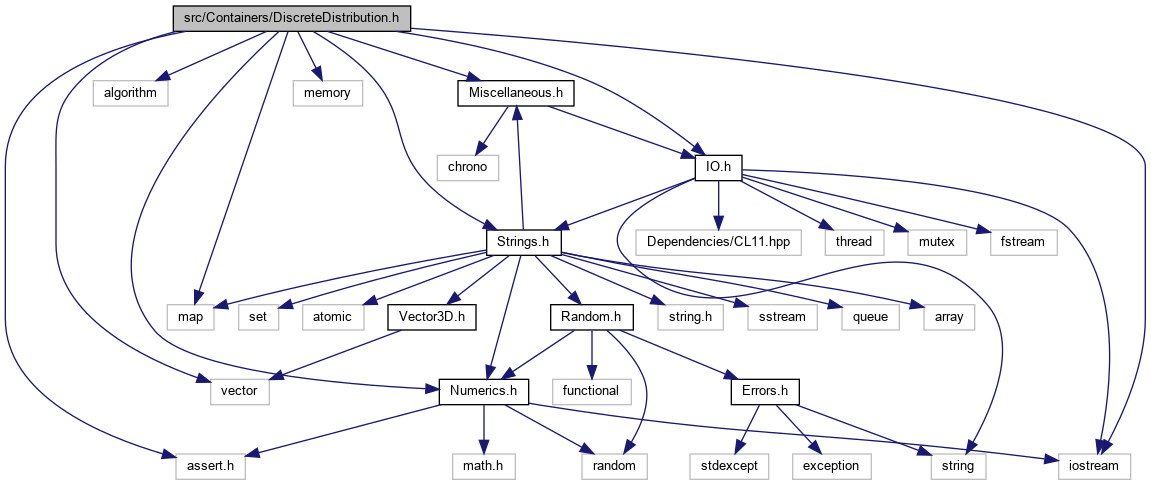 src/Containers/DiscreteDistribution.h
algorithm
memory
Miscellaneous.h
chrono
IO.h
Strings.h
Dependencies/CL11.hpp
thread
mutex
fstream
map
set
atomic
Vector3D.h
Random.h
string.h
sstream
queue
array
vector
Numerics.h
functional
Errors.h
assert.h
math.h
random
stdexcept
exception
string
iostream